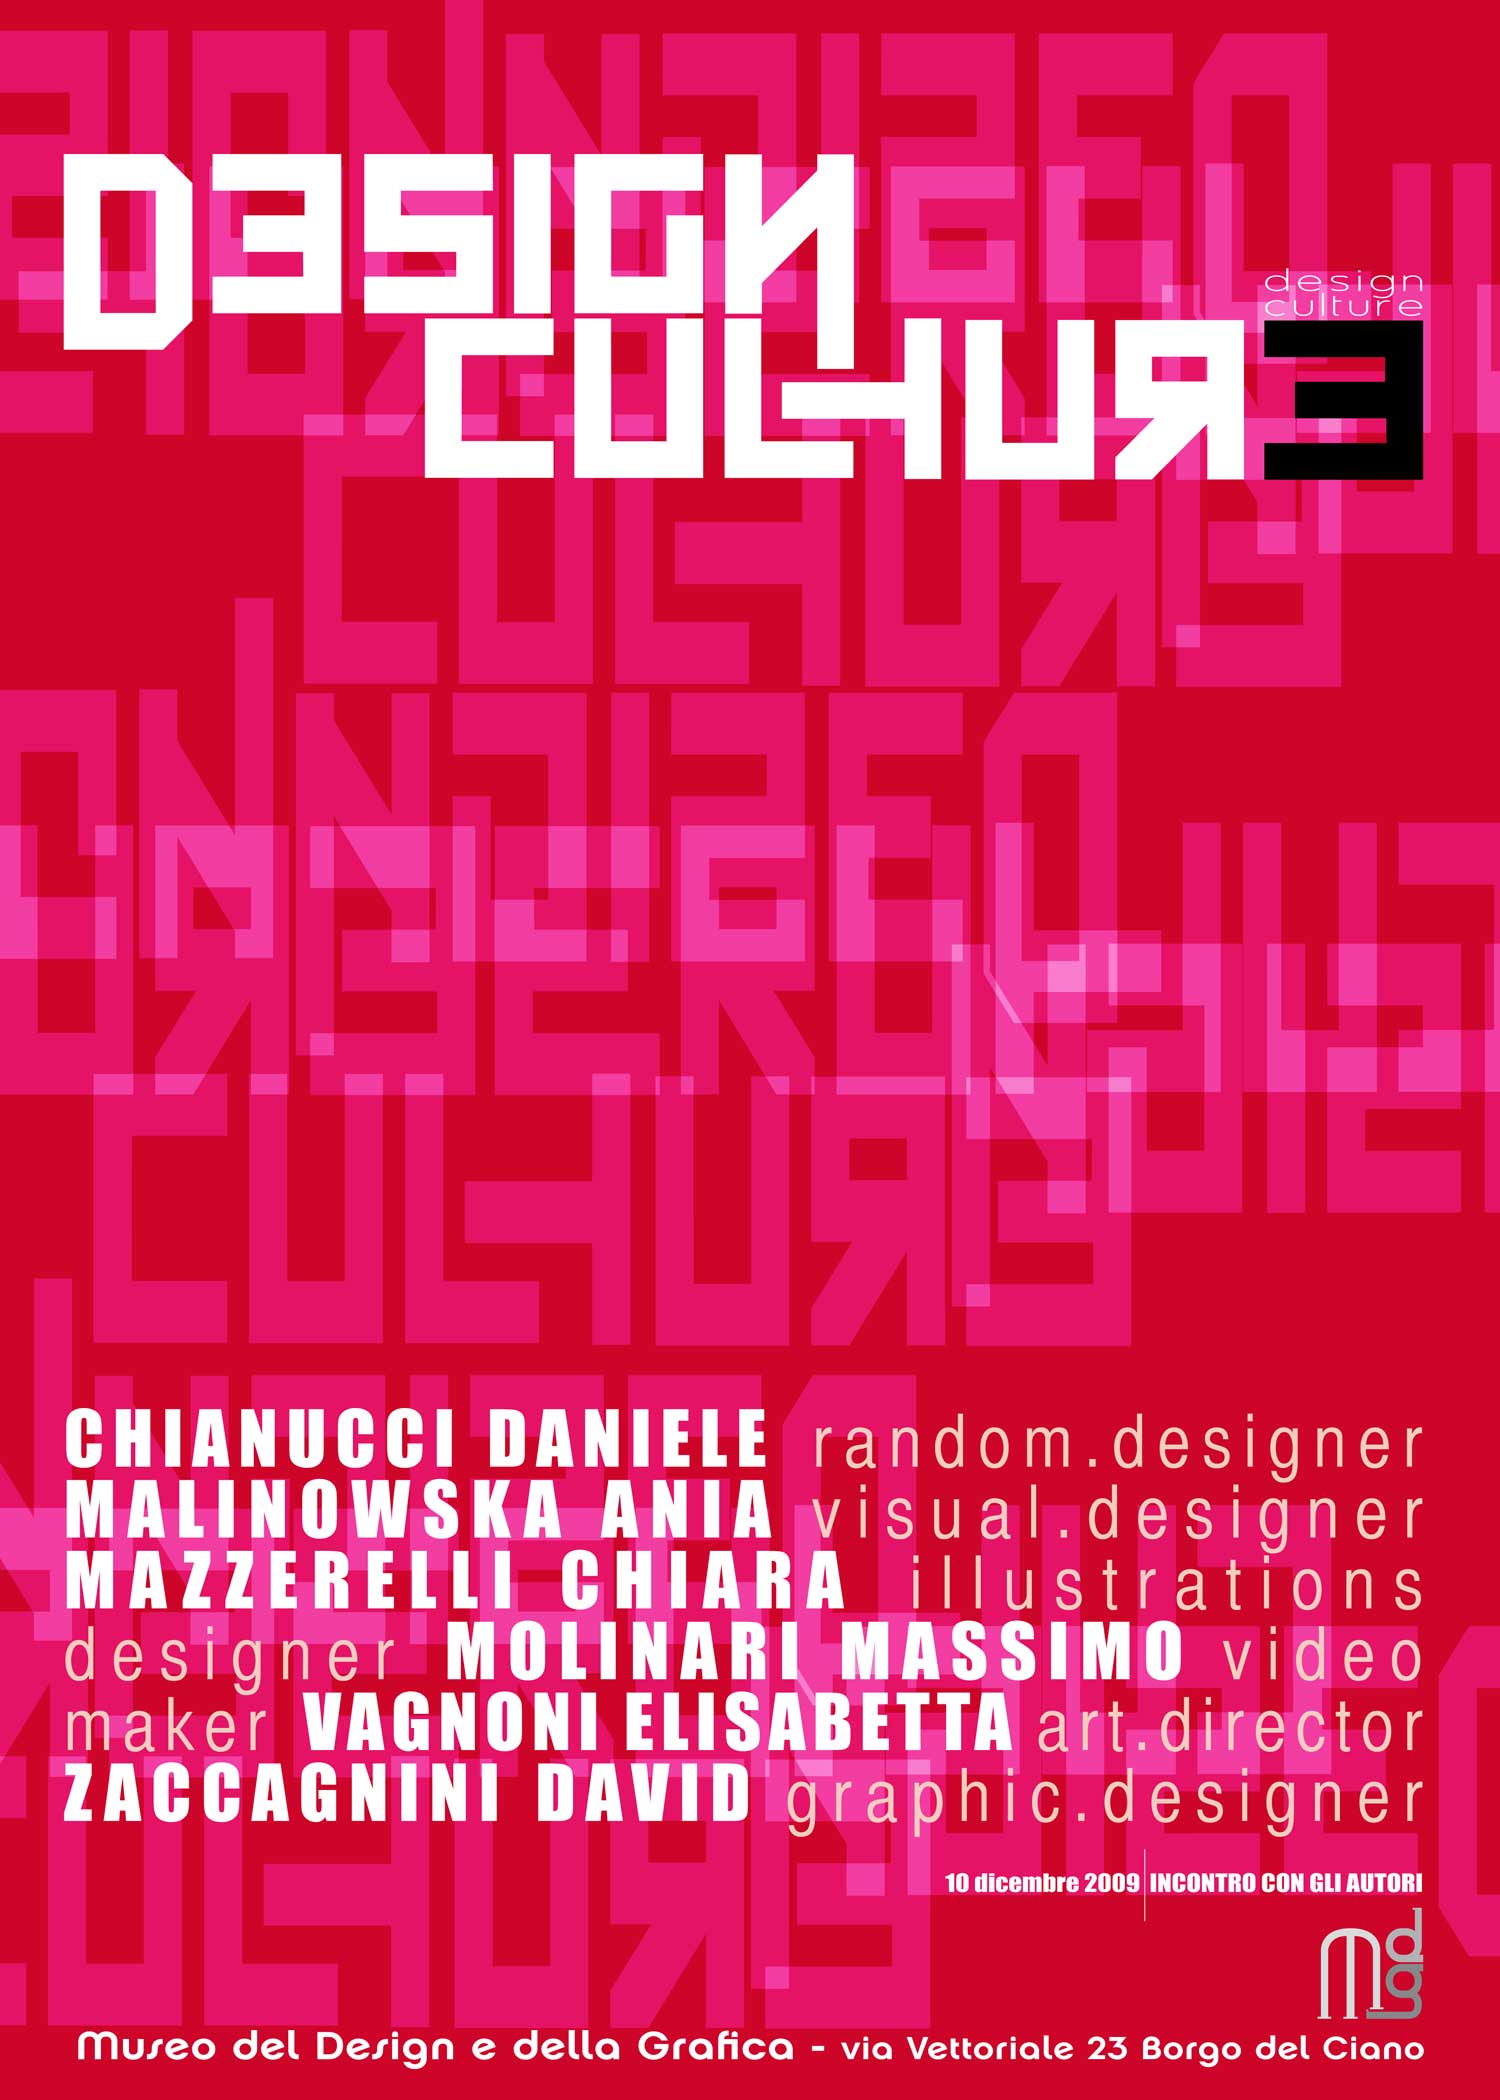 DESIGN
design
culture
CULTURE
CHIANUCCI DANIELE random.designer
MALINOWSKA ANIA visual.designer
MAZZERELLI CHIARA illustrations
designer MOLINARI MASSIMO video
maker VAGNONI ELISABETTA art.director
ZACCAGNINI DAVID graphic.designer
10 dicembre 2009 | INCONTRO CON GLI AUTORI
Museo del Design e della Grafica - via Vettoriale 23 Borgo del Ciano